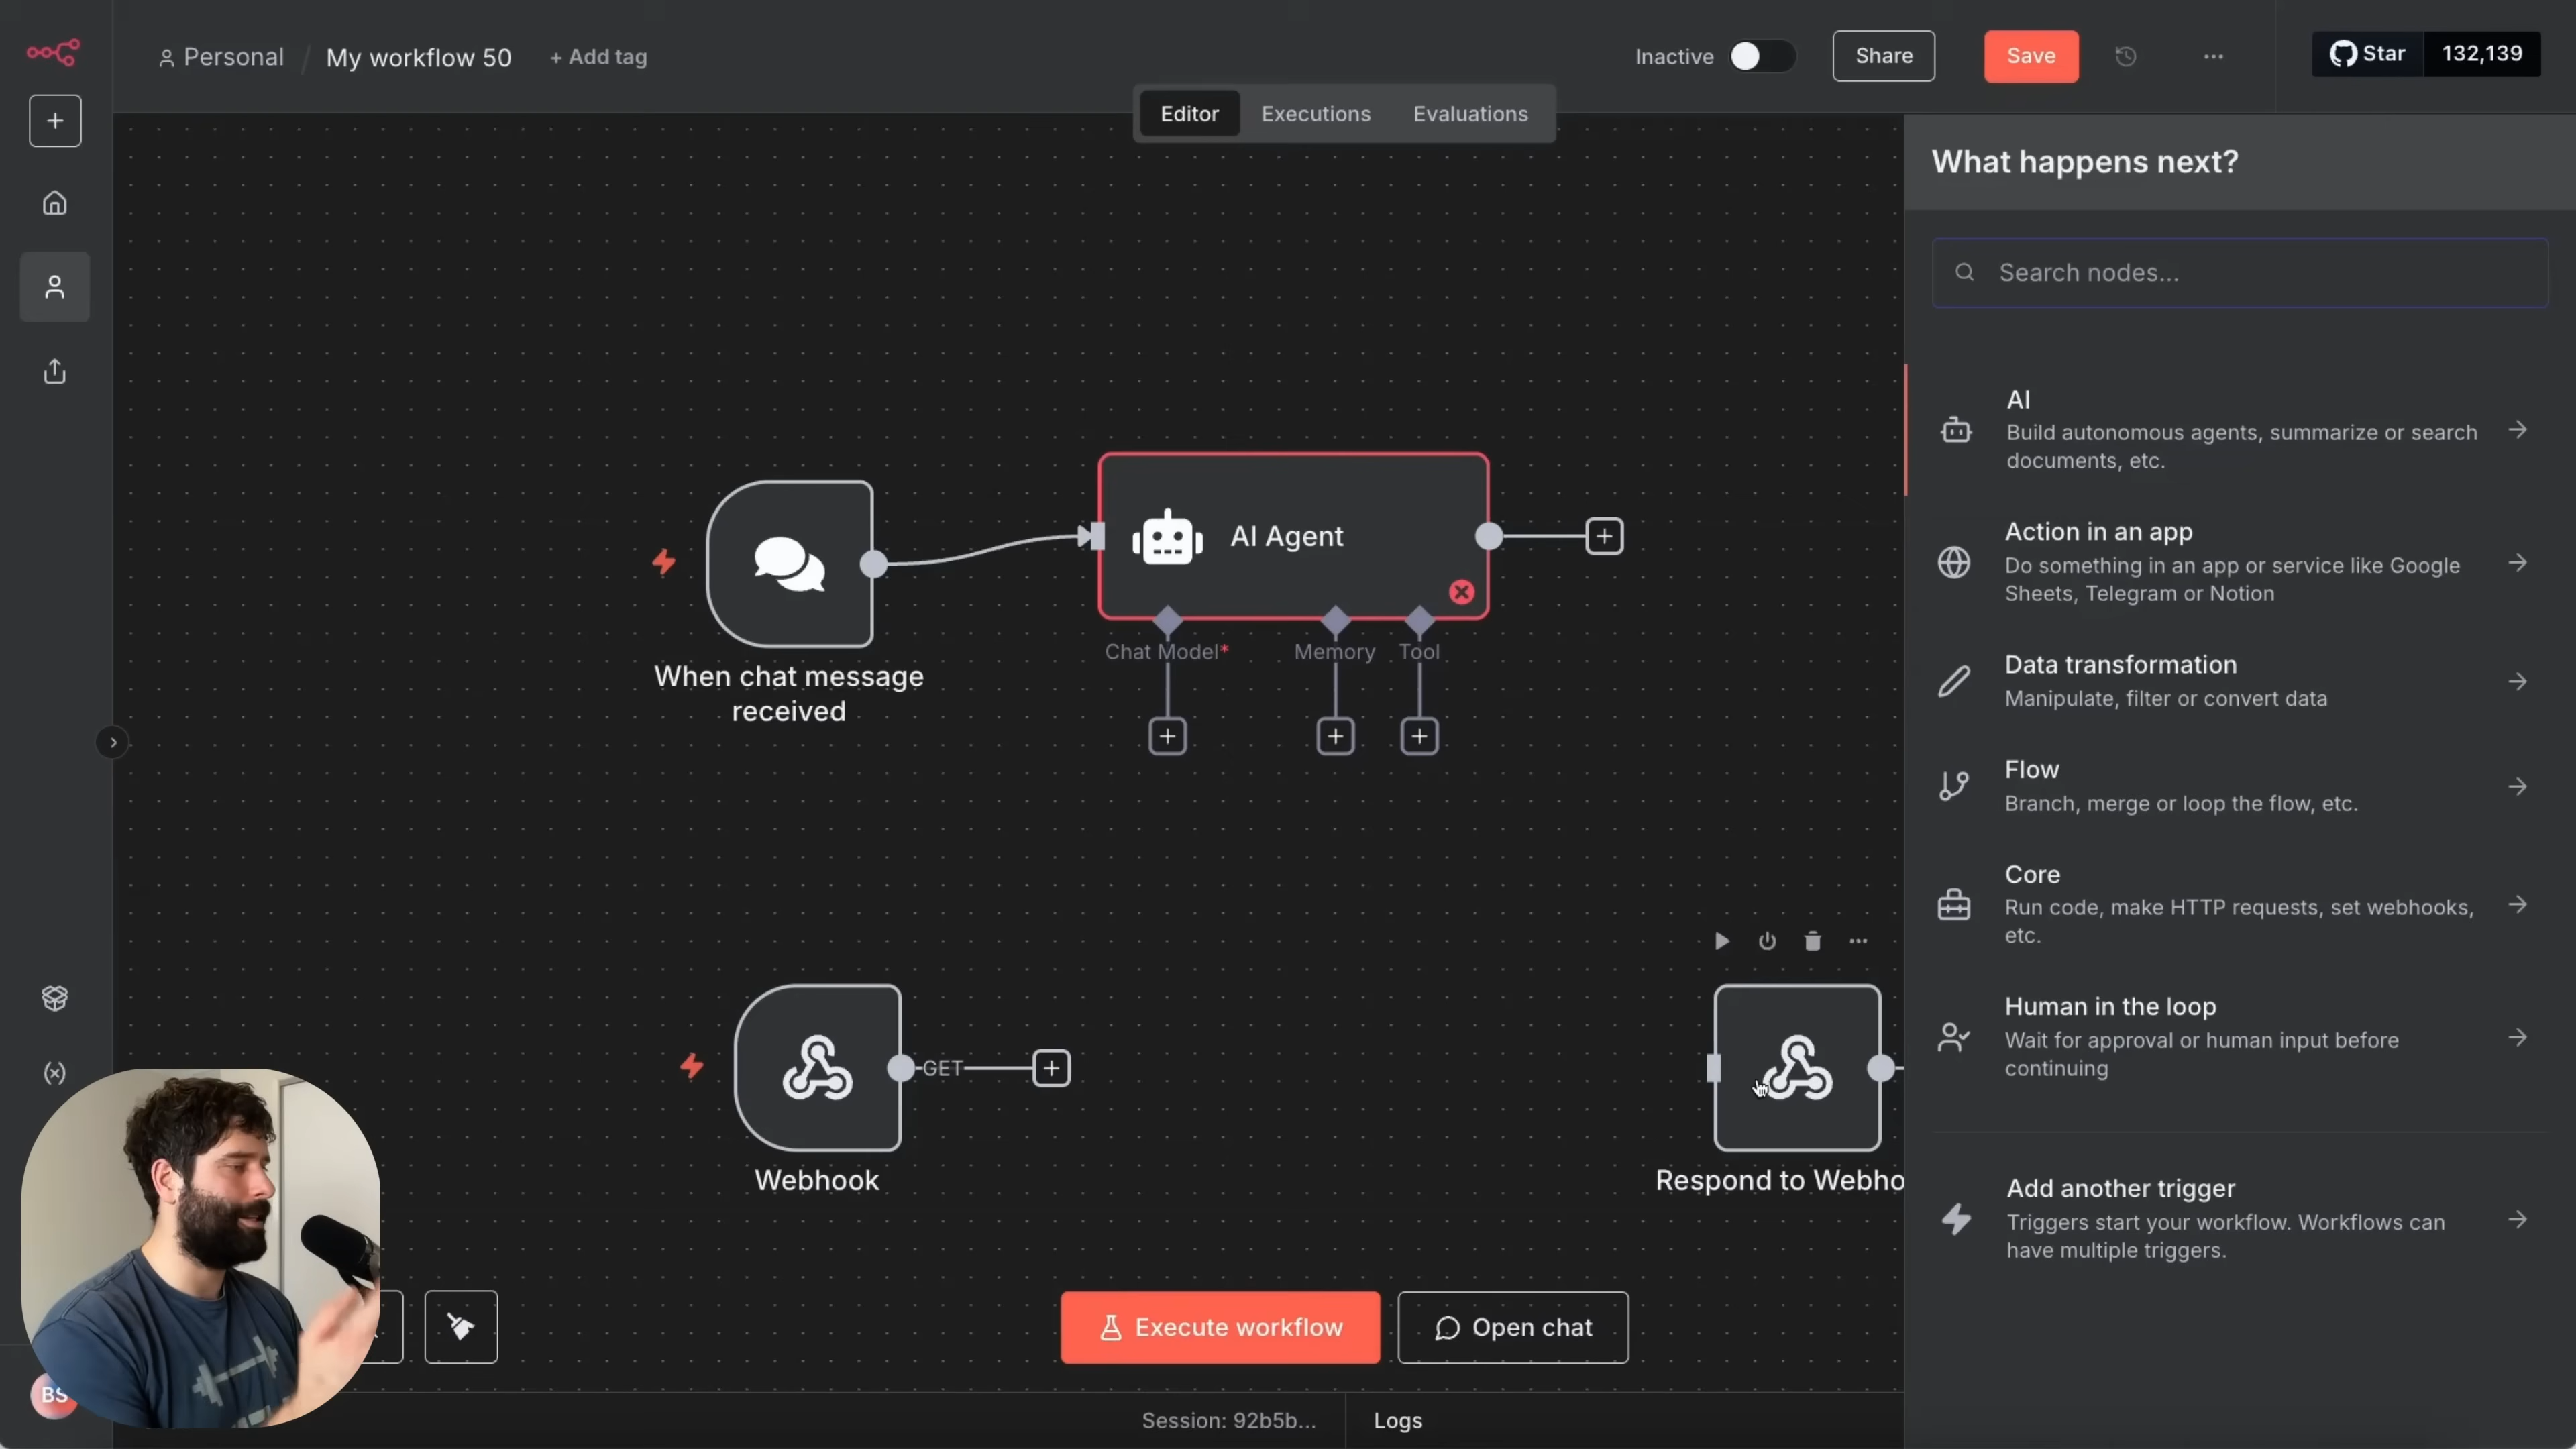 Personal / My workflow 50 + Add tag
Inactive
Share
Save
Star 132,139
Editor Executions Evaluations
What happens next?
Search nodes...
AI
Build autonomous agents, summarize or search
documents, etc.
Action in an app
Do something in an app or service like Google
Sheets, Telegram or Notion
Data transformation
Manipulate, filter or convert data
Flow
Branch, merge or loop the flow, etc.
Core
Run code, make HTTP requests, set webhooks,
etc.
Human in the loop
Wait for approval or human input before
continuing
Add another trigger
Triggers start your workflow. Workflows can
have multiple triggers.
AI Agent
Chat Model*
Memory
Tool
When chat message
received
GET
Webhook
Respond to Webho
Execute workflow
Open chat
BS
Session: 92b5b...
Logs